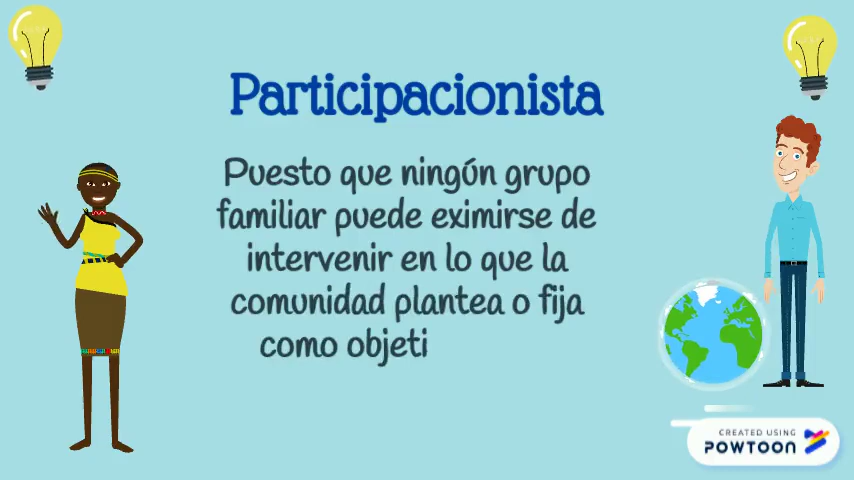 Participacionista
Puesto que ningún grupo
familiar puede eximirse de
intervenir en lo que la
comunidad plantea o fija
como objeti
CREATED USING
POWTOON